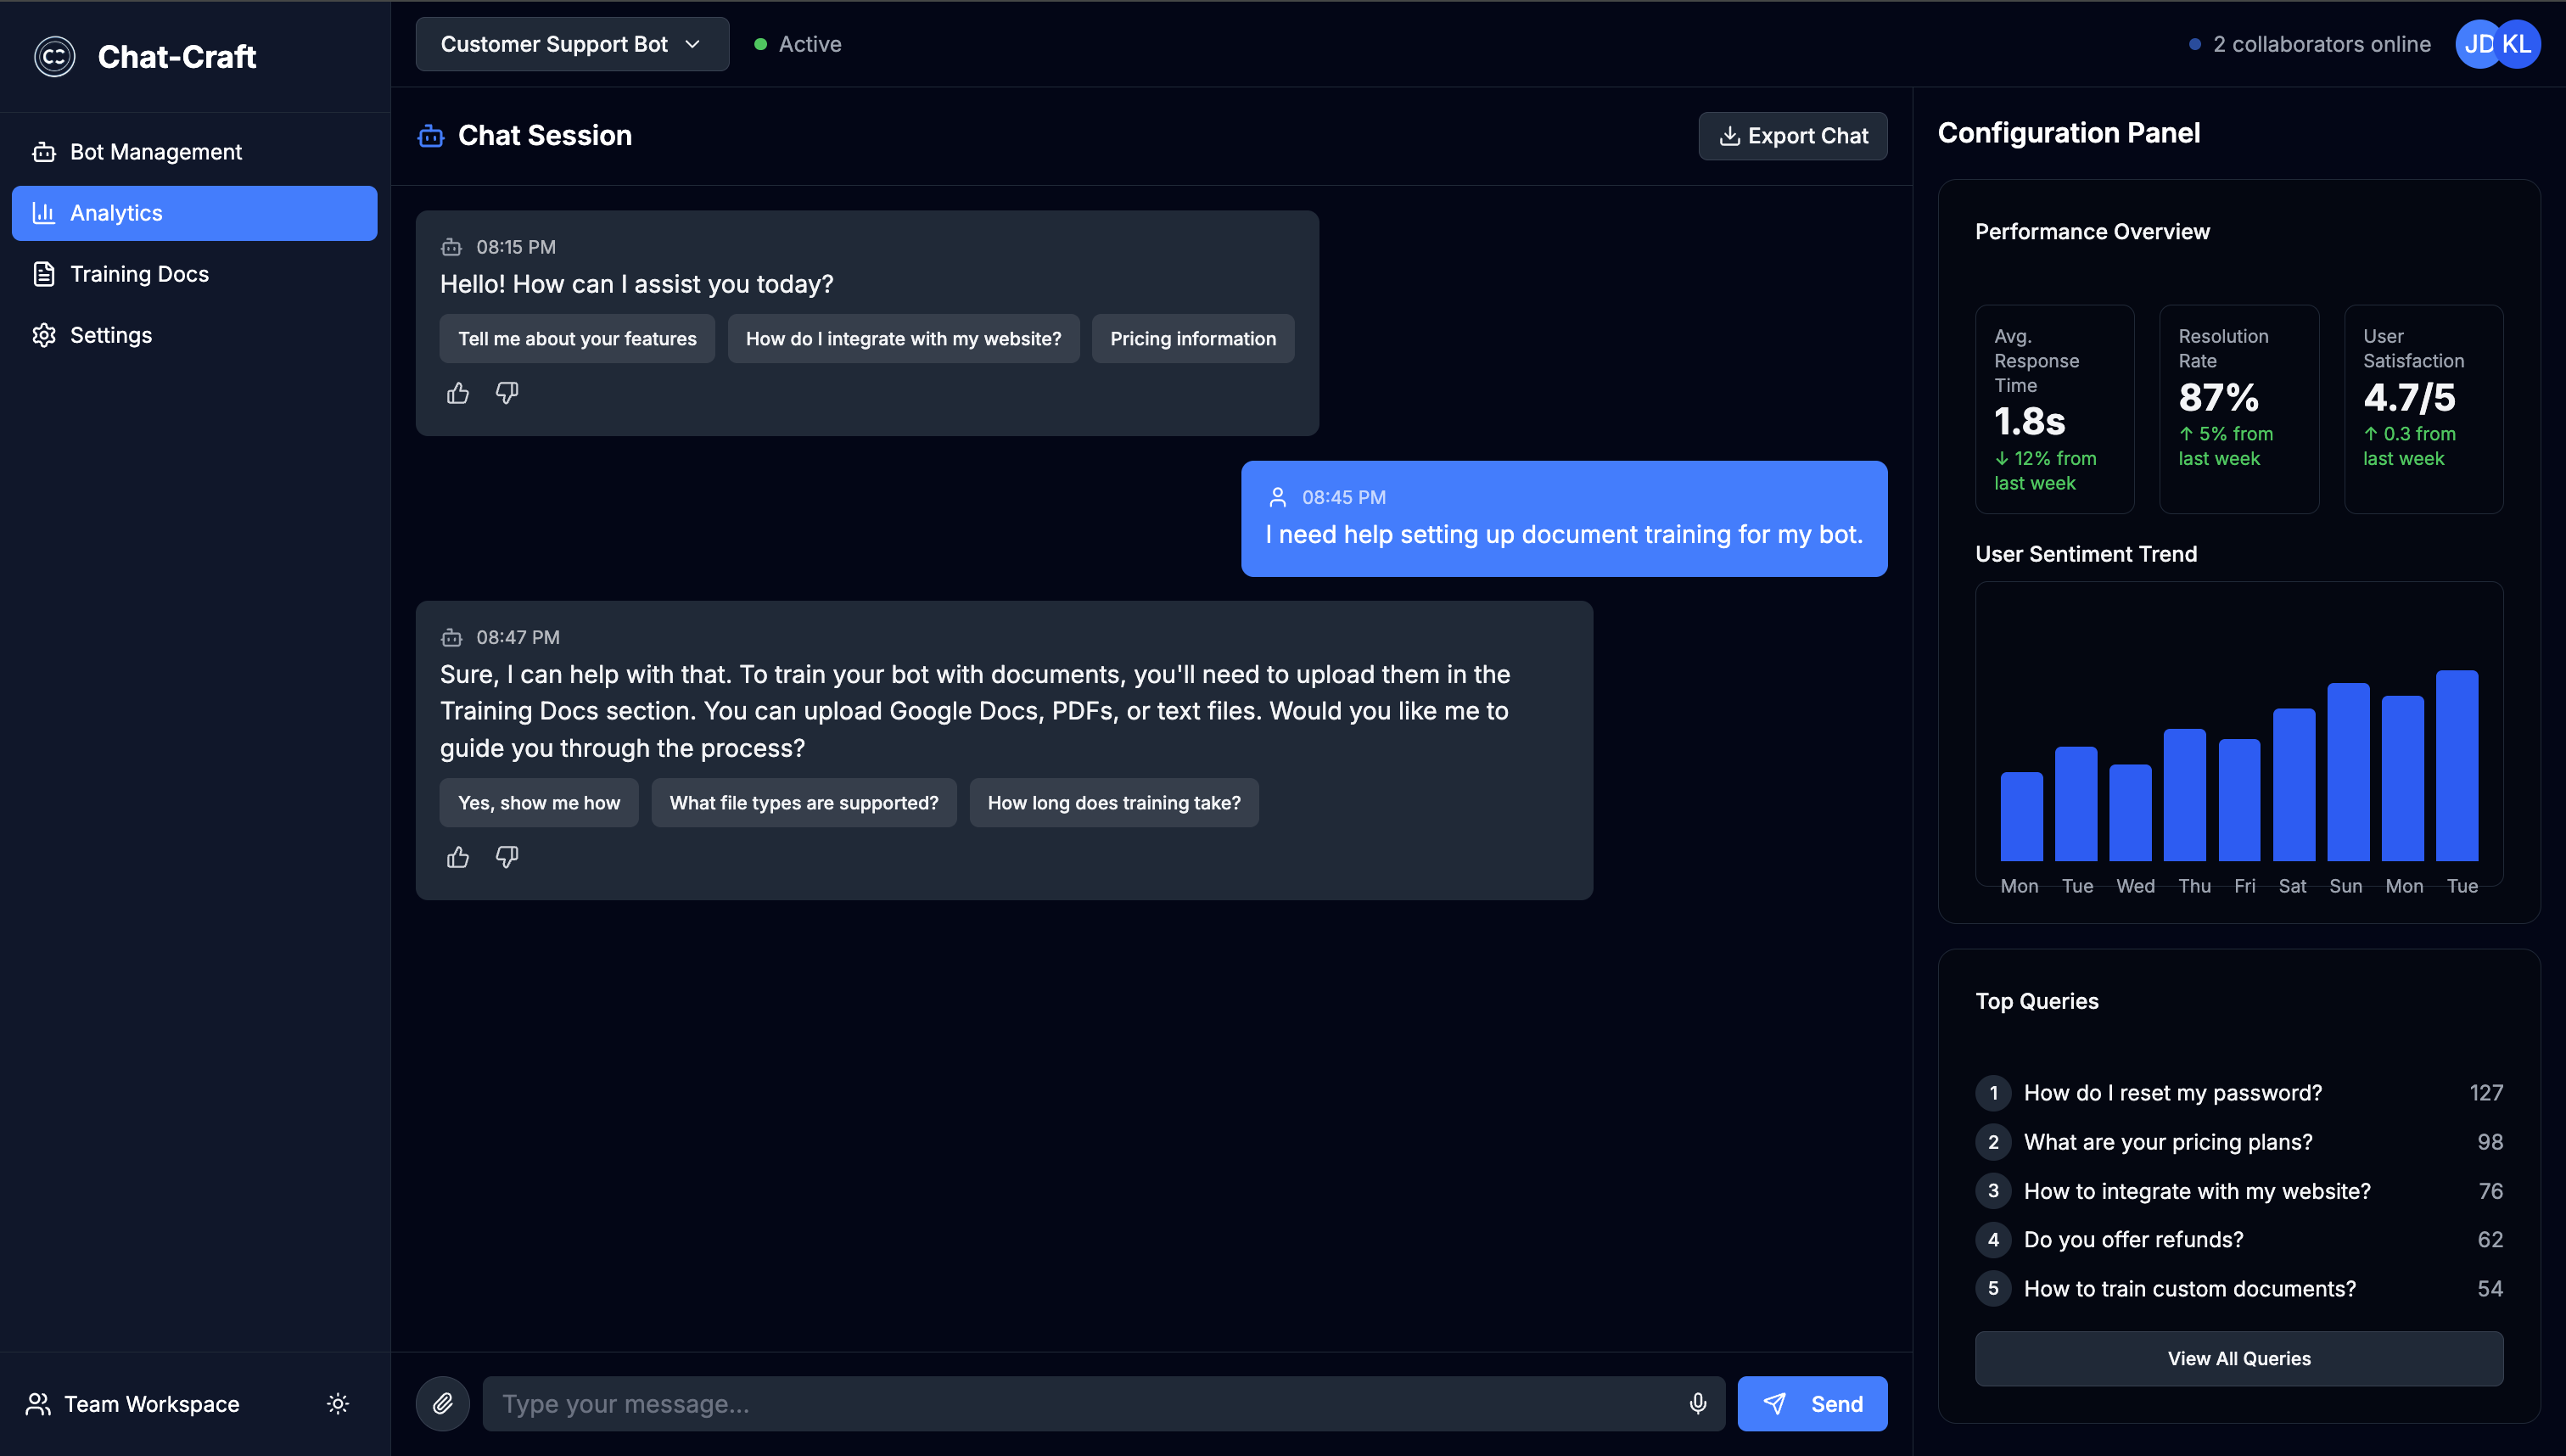 CC Chat-Craft
Bot Management
Analytics
Training Docs
Settings
Team Workspace
Customer Support Bot
Active
2 collaborators online
JD KL
Chat Session
Export Chat
08:15 PM
Hello! How can I assist you today?
Tell me about your features How do I integrate with my website? Pricing information
08:45 PM
I need help setting up document training for my bot.
08:47 PM
Sure, I can help with that. To train your bot with documents, you'll need to upload them in the
Training Docs section. You can upload Google Docs, PDFs, or text files. Would you like me to
guide you through the process?
Yes, show me how What file types are supported? How long does training take?
Type your message...
Send
Configuration Panel
Performance Overview
Avg.
Response
Time
1.8s
↓ 12% from
last week
Resolution
Rate
87%
↑ 5% from
last week
User
Satisfaction
4.7/5
↑ 0.3 from
last week
User Sentiment Trend
Mon Tue Wed Thu Fri Sat Sun Mon Tue
Top Queries
1 How do I reset my password? 127
2 What are your pricing plans? 98
3 How to integrate with my website? 76
4 Do you offer refunds? 62
5 How to train custom documents? 54
View All Queries